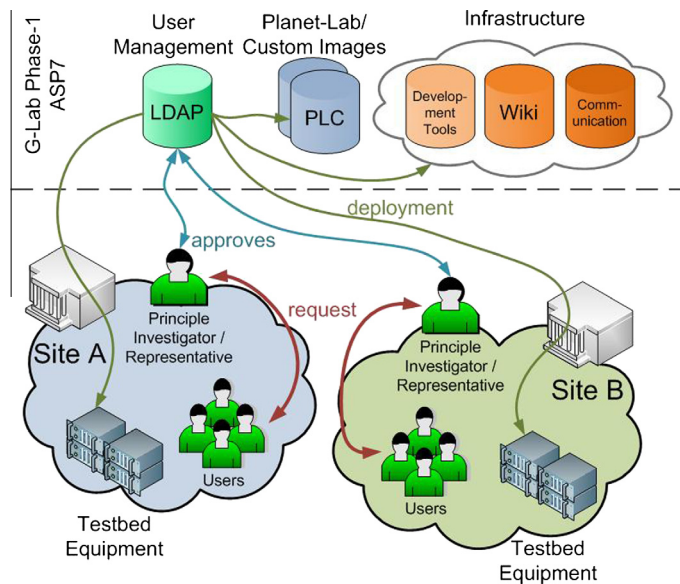 G-Lab Phase-1
ASP7
User
Management
Planet-Lab/
Custom Images
Infrastructure
LDAP
PLC
Develop-
ment
Tools
Wiki
Comm-
unication
deployment
approves
request
Site A
Principle
Investigator /
Representative
Users
Testbed
Equipment
Principle
Investigator /
Representative
Site B
Users
Testbed
Equipment